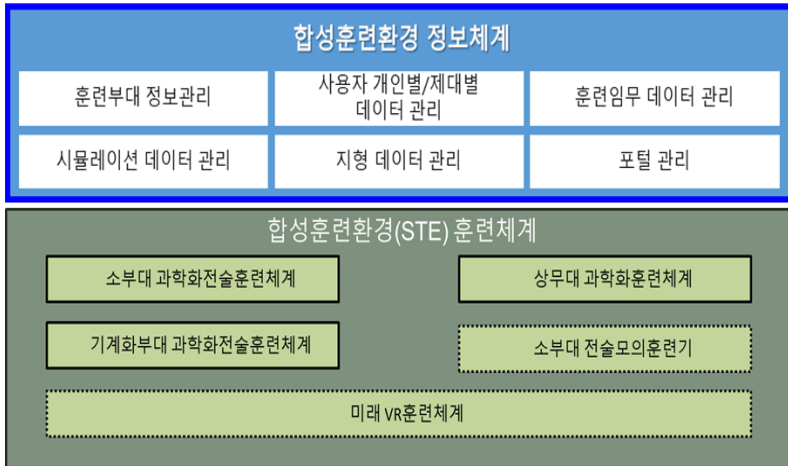 합성훈련환경 정보체계
훈련부대 정보관리
사용자 개인별/제대별
데이터 관리
훈련임무 데이터 관리
시뮬레이션 데이터 관리
지형 데이터 관리
포털 관리
합성훈련환경(STE) 훈련체계
소부대 과학화전술훈련체계
상무대 과학화훈련체계
기계화부대 과학화전술훈련체계
소부대 전술모의훈련기
미래 VR훈련체계